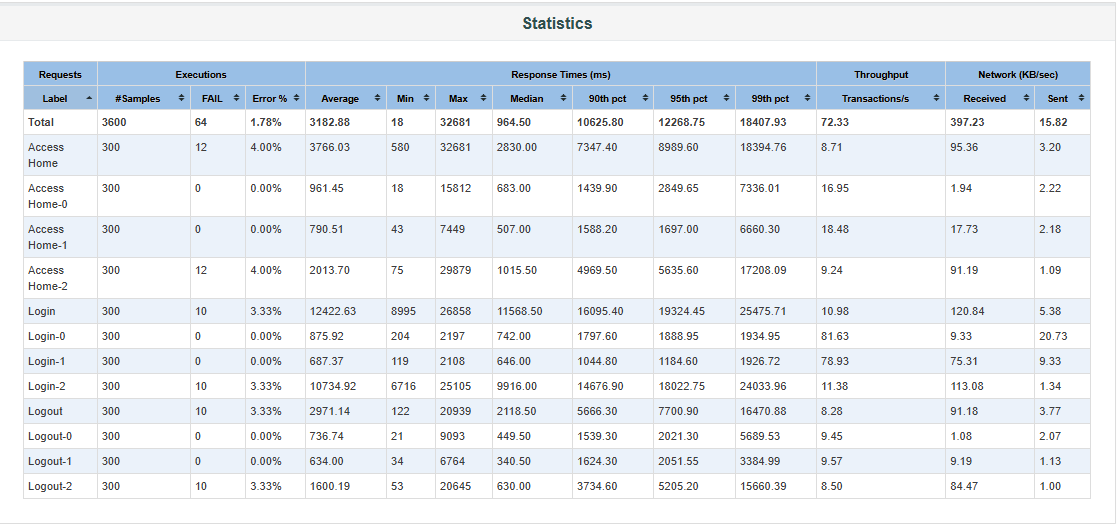 Statistics
Requests Executions Response Times (ms) Throughput Network (KB/sec)
Label #Samples FAIL Error % Average Min Max Median 90th pct 95th pct 99th pct Transactions/s Received Sent
Total 3600 64 1.78% 3182.88 18 32681 964.50 10625.80 12268.75 18407.93 72.33 397.23 15.82
Access 300 12 4.00% 3766.03 580 32681 2830.00 7347.40 8989.60 18394.76 8.71 95.36 3.20
Home
Access 300 0 0.00% 961.45 18 15812 683.00 1439.90 2849.65 7336.01 16.95 1.94 2.22
Home-0
Access 300 0 0.00% 790.51 43 7449 507.00 1588.20 1697.00 6660.30 18.48 17.73 2.18
Home-1
Access 300 12 4.00% 2013.70 75 29879 1015.50 4969.50 5635.60 17208.09 9.24 91.19 1.09
Home-2
Login 300 10 3.33% 12422.63 8995 26858 11568.50 16095.40 19324.45 25475.71 10.98 120.84 5.38
Login-0 300 0 0.00% 875.92 204 2197 742.00 1797.60 1888.95 1934.95 81.63 9.33 20.73
Login-1 300 0 0.00% 687.37 119 2108 646.00 1044.80 1184.60 1926.72 78.93 75.31 9.33
Login-2 300 10 3.33% 10734.92 6716 25105 9916.00 14676.90 18022.75 24033.96 11.38 113.08 1.34
Logout 300 10 3.33% 2971.14 122 20939 2118.50 5666.30 7700.90 16470.88 8.28 91.18 3.77
Logout-0 300 0 0.00% 736.74 21 9093 449.50 1539.30 2021.30 5689.53 9.45 1.08 2.07
Logout-1 300 0 0.00% 634.00 34 6764 340.50 1624.30 2051.55 3384.99 9.57 9.19 1.13
Logout-2 300 10 3.33% 1600.19 53 20645 630.00 3734.60 5205.20 15660.39 8.50 84.47 1.00